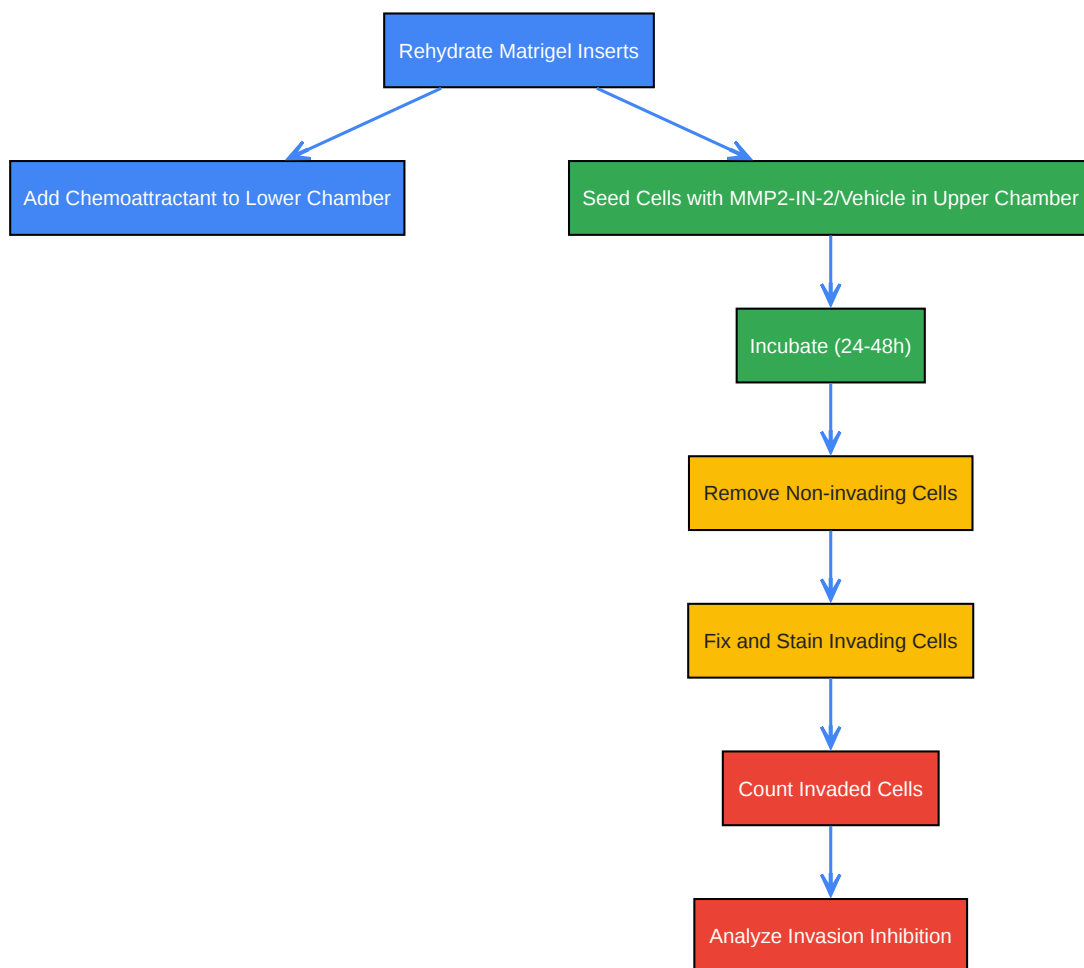 Rehydrate Matrigel Inserts
Add Chemoattractant to Lower Chamber
Seed Cells with MMP2-IN-2/Vehicle in Upper Chamber
Incubate (24-48h)
Remove Non-invading Cells
Fix and Stain Invading Cells
Count Invaded Cells
Analyze Invasion Inhibition